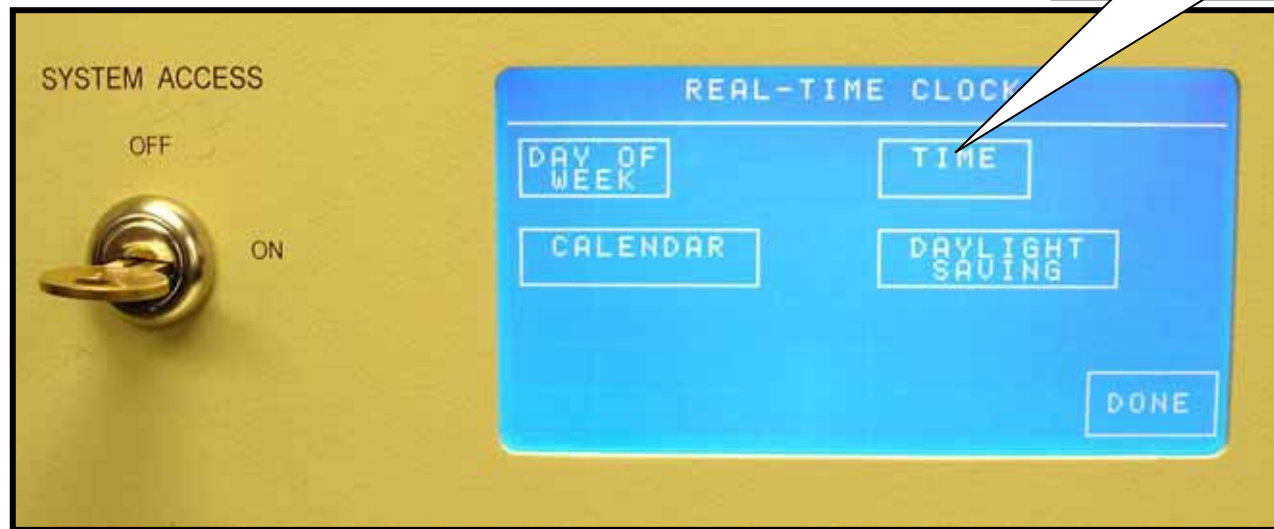 SYSTEM ACCESS
OFF
ON
REAL-TIME CLOCK
DAY OF
WEEK
TIME
CALENDAR
DAYLIGHT
SAVING
DONE